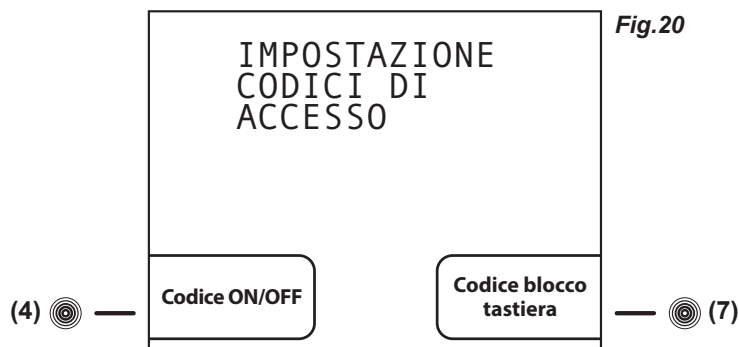 Fig.20
IMPOSTAZIONE
CODICI DI
ACCESSO
(4)
Codice ON/OFF
Codice blocco
tastiera
(7)